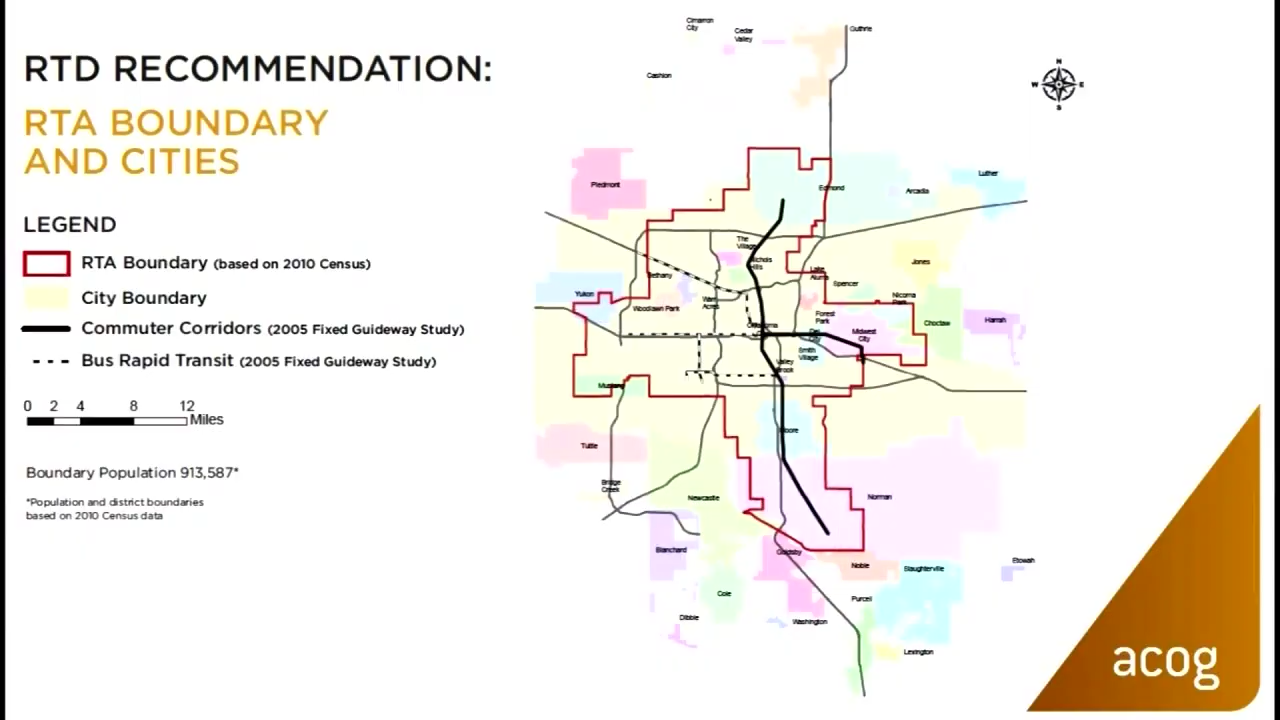 RTD RECOMMENDATION:
RTA BOUNDARY
AND CITIES
LEGEND
RTA Boundary (based on 2010 Census)
City Boundary
Commuter Corridors (2005 Fixed Guideway Study)
Bus Rapid Transit (2005 Fixed Guideway Study)
0 2 4 8 12
Miles
Boundary Population 913,587*
*Population and district boundaries
based on 2010 Census data
Cimarron
City
Cedar
Valley
Guthrie
Cashion
N
W E
S
Piedmont
Edmond
Arcadia
Luther
The
Village
Nichols
Hills
Bethany
Lake
Aluma
Jones
Spencer
Yukon
Woodlawn Park
Warr
Acres
Nicoma
Park
Forest
Park
Choctaw
Harrah
Oklahoma
Del
City
Midwest
City
Smith
Village
Valley
Brook
Mustang
Moore
Tuttle
Bridge
Creek
Newcastle
Norman
Blanchard
Goldsby
Noble
Slaughterville
Etowah
Cole
Purcell
Dibble
Washington
Lexington
acog